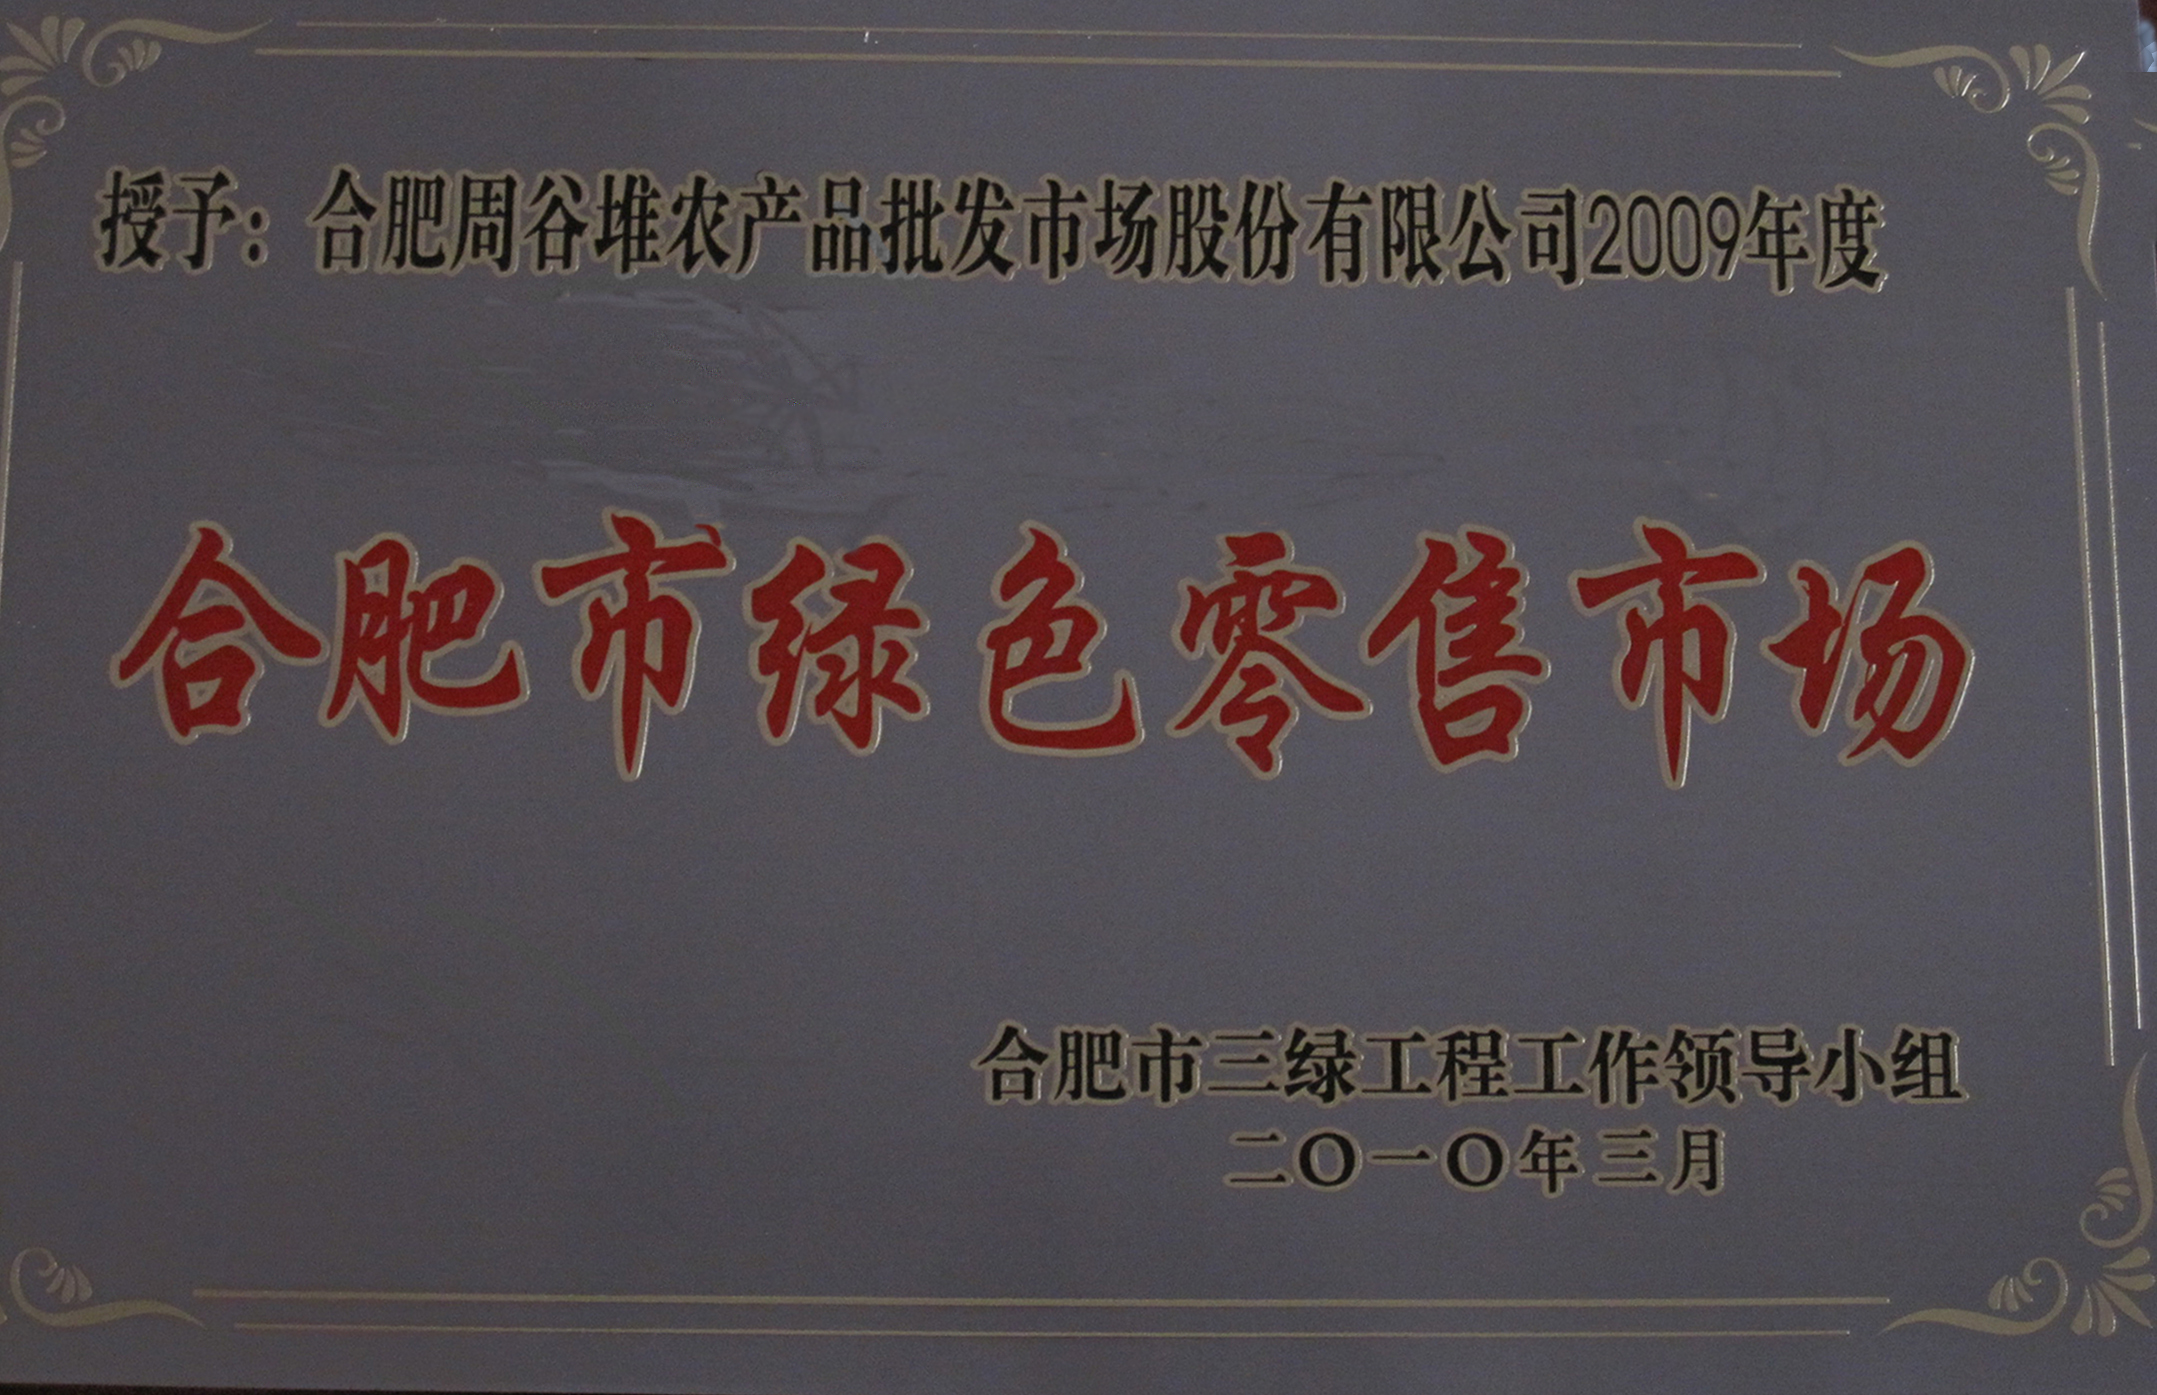 授予：合肥周谷堆农产品批发市场股份有限公司2009年度
合肥市绿色零售市场
合肥市三绿工程工作领导小组
二〇一〇年三月